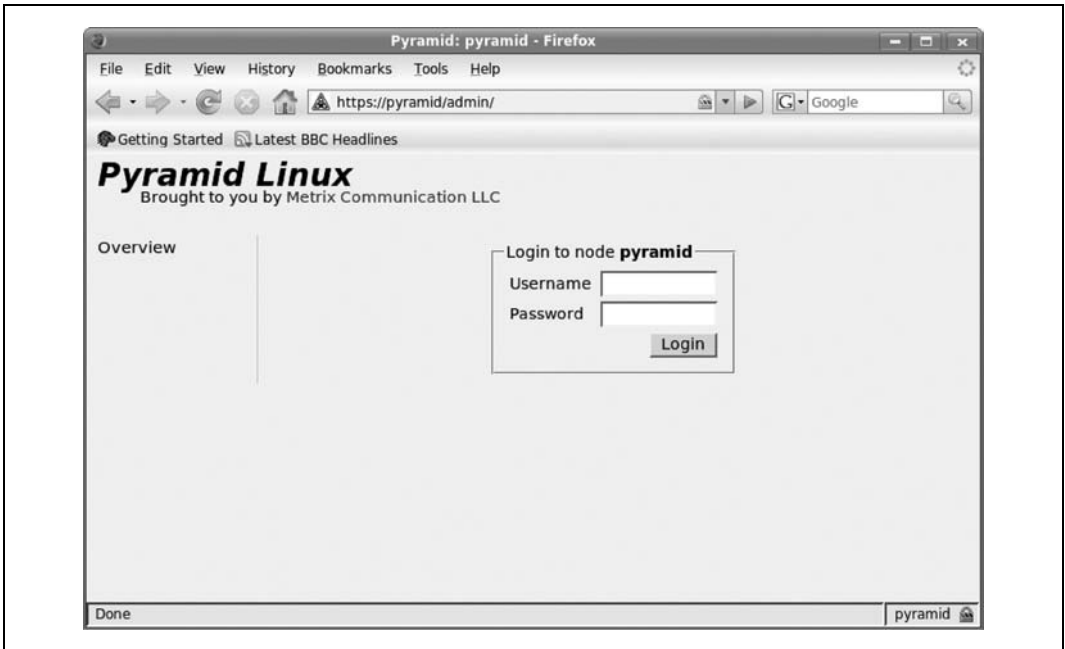 Pyramid: pyramid - Firefox
File Edit View History Bookmarks Tools Help
https://pyramid/admin/ G Google
Getting Started Latest BBC Headlines
Pyramid Linux
Brought to you by Metrix Communication LLC
Overview
Login to node pyramid
Username
Password
Login
Done pyramid